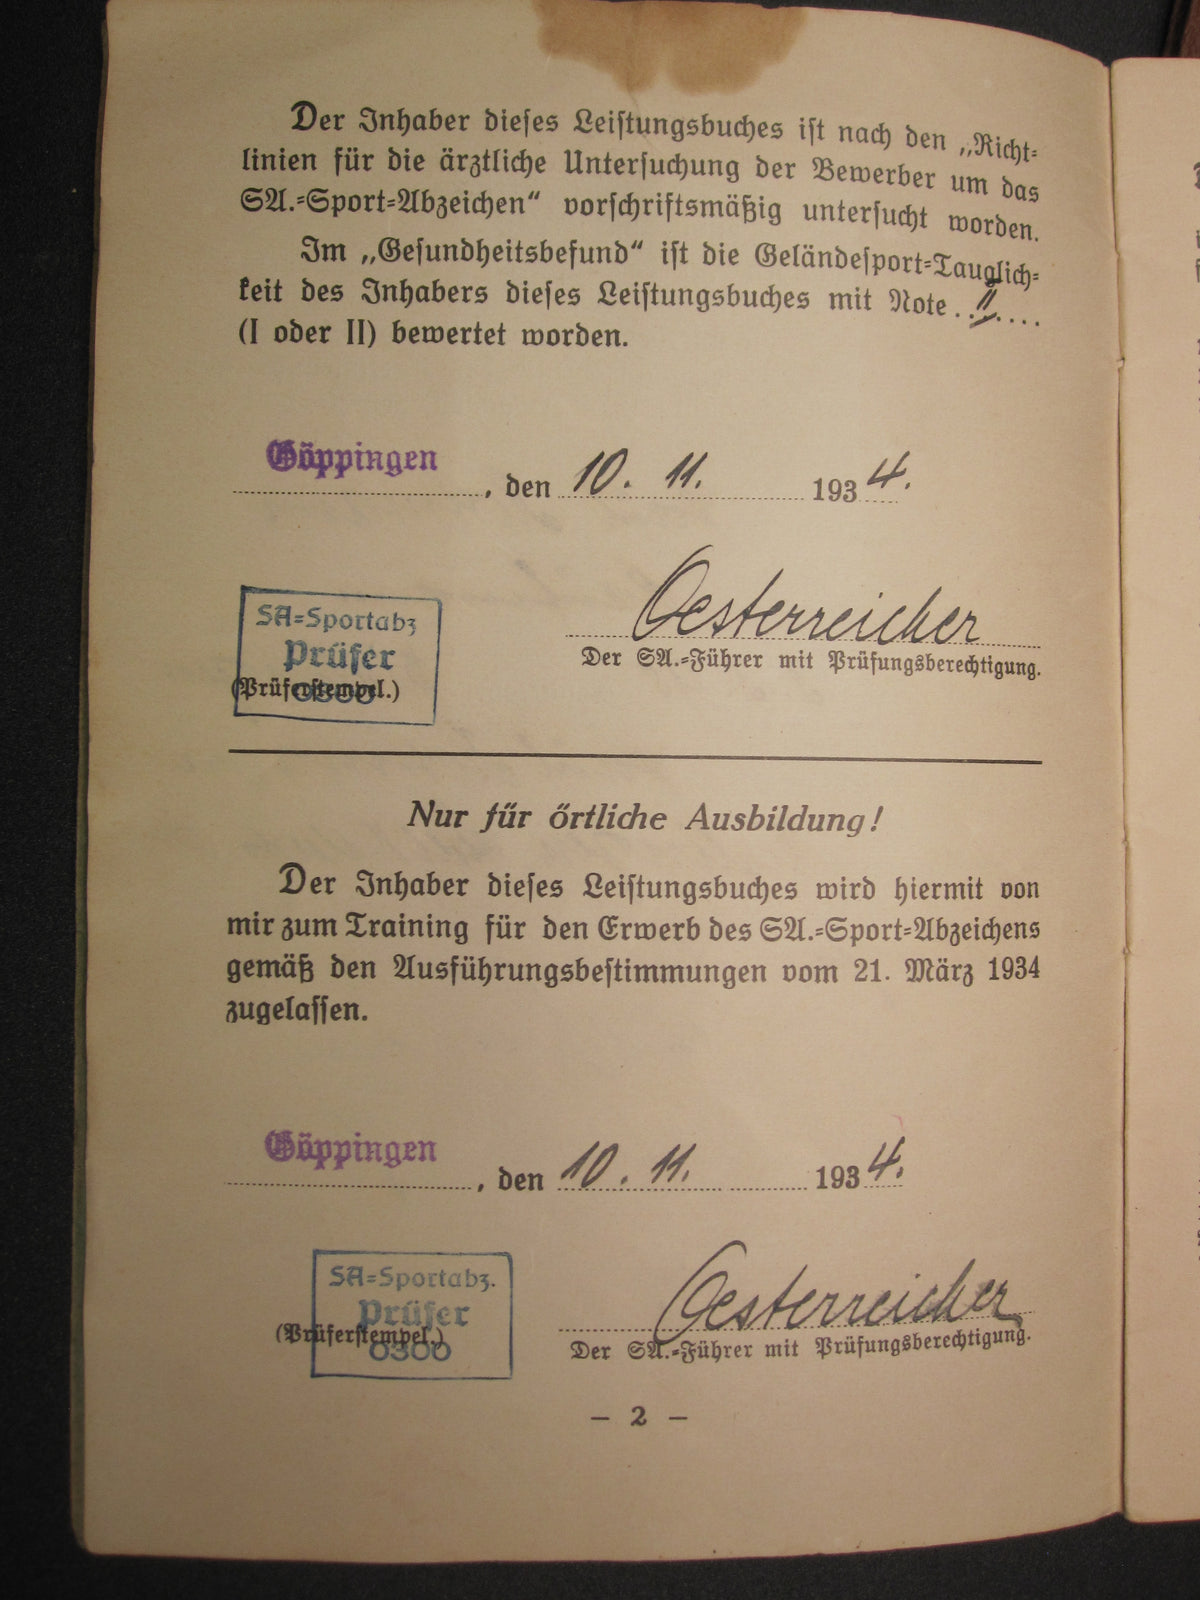 Der Inhaber dieses Leistungsbuches ist nach den „Richt-
linien für die ärztliche Untersuchung der Bewerber um das
SA.-Sport-Abzeichen“ vorschriftsmäßig untersucht worden.
Im „Gesundheitsbefund“ ist die Geländesport-Tauglich-
keit des Inhabers dieses Leistungsbuches mit Note ..II....
(I oder II) bewertet worden.
Göppingen, den 10. 11. 1934.
SA-Sportabz
Prüfer
(Prüferstempel.)
0300
Oesterreicher
Der SA.-Führer mit Prüfungsberechtigung.
Nur für örtliche Ausbildung!
Der Inhaber dieses Leistungsbuches wird hiermit von
mir zum Training für den Erwerb des SA.-Sport-Abzeichens
gemäß den Ausführungsbestimmungen vom 21. März 1934
zugelassen.
Göppingen, den 10. 11. 1934.
SA-Sportabz.
Prüfer
(Prüferstempel.)
0300
Oesterreicher
Der SA.-Führer mit Prüfungsberechtigung.
– 2 –